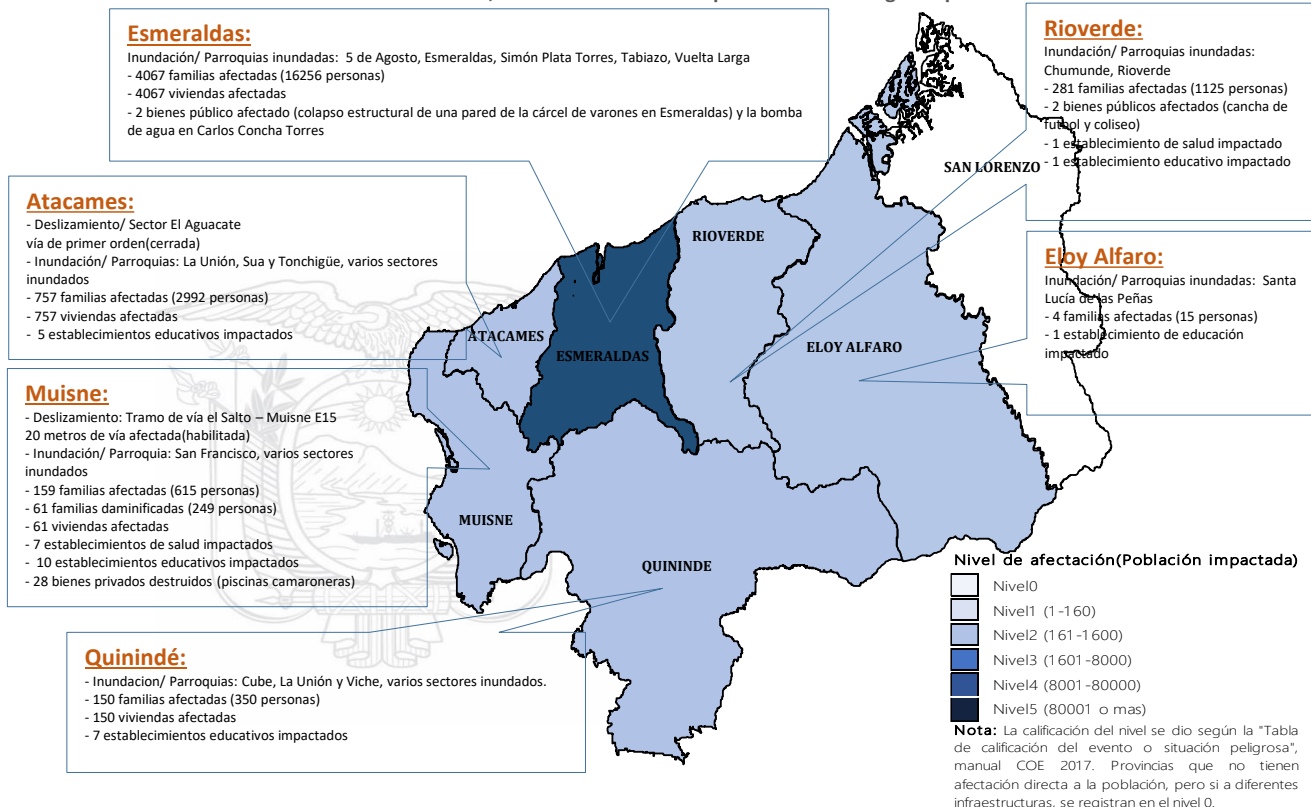 Esmeraldas:
Inundación/ Parroquias inundadas: 5 de Agosto, Esmeraldas, Simón Plata Torres, Tabiazo, Vuelta Larga
- 4067 familias afectadas (16256 personas)
- 4067 viviendas afectadas
- 2 bienes público afectado (colapso estructural de una pared de la cárcel de varones en Esmeraldas) y la bomba
de agua en Carlos Concha Torres
Rioverde:
Inundación/ Parroquias inundadas:
Chumunde, Rioverde
- 281 familias afectadas (1125 personas)
- 2 bienes públicos afectados (cancha de
futbol y coliseo)
- 1 establecimiento de salud impactado
- 1 establecimiento educativo impactado
Atacames:
- Deslizamiento/ Sector El Aguacate
vía de primer orden(cerrada)
- Inundación/ Parroquias: La Unión, Sua y Tonchigüe, varios sectores
inundados
- 757 familias afectadas (2992 personas)
- 757 viviendas afectadas
- 5 establecimientos educativos impactados
Eloy Alfaro:
Inundación/ Parroquias inundadas: Santa
Lucía de las Peñas
- 4 familias afectadas (15 personas)
- 1 establecimiento de educación
impactado
Muisne:
- Deslizamiento: Tramo de vía el Salto – Muisne E15
20 metros de vía afectada(habilitada)
- Inundación/ Parroquia: San Francisco, varios sectores
inundados
- 159 familias afectadas (615 personas)
- 61 familias daminificadas (249 personas)
- 61 viviendas afectadas
- 7 establecimientos de salud impactados
- 10 establecimientos educativos impactados
- 28 bienes privados destruidos (piscinas camaroneras)
Quinindé:
- Inundacion/ Parroquias: Cube, La Unión y Viche, varios sectores inundados.
- 150 familias afectadas (350 personas)
- 150 viviendas afectadas
- 7 establecimientos educativos impactados
SAN LORENZO
RIOVERDE
ATACAMES
ESMERALDAS
ELOY ALFARO
MUISNE
QUININDE
Nivel de afectación(Población impactada)
Nivel0
Nivel1 (1-160)
Nivel2 (161-1600)
Nivel3 (1601-8000)
Nivel4 (8001-80000)
Nivel5 (80001 o mas)
Nota: La calificación del nivel se dio según la "Tabla
de calificación del evento o situación peligrosa",
manual COE 2017. Provincias que no tienen
afectación directa a la población, pero si a diferentes
infraestructuras, se registran en el nivel 0.